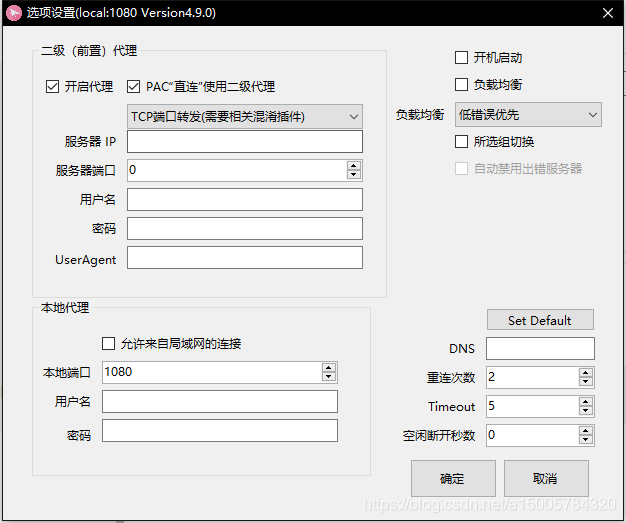 选项设置(local:1080 Version4.9.0)
二级（前置）代理
开启代理 PAC“直连”使用二级代理
TCP端口转发(需要相关混淆插件)
服务器 IP
服务器端口 0
用户名
密码
UserAgent
开机启动
负载均衡
负载均衡 低错误优先
所选组切换
自动禁用出错服务器
本地代理
允许来自局域网的连接
本地端口 1080
用户名
密码
Set Default
DNS
重连次数 2
Timeout 5
空闲断开秒数 0
确定 取消
https://blog.csdn.net/a15005784320